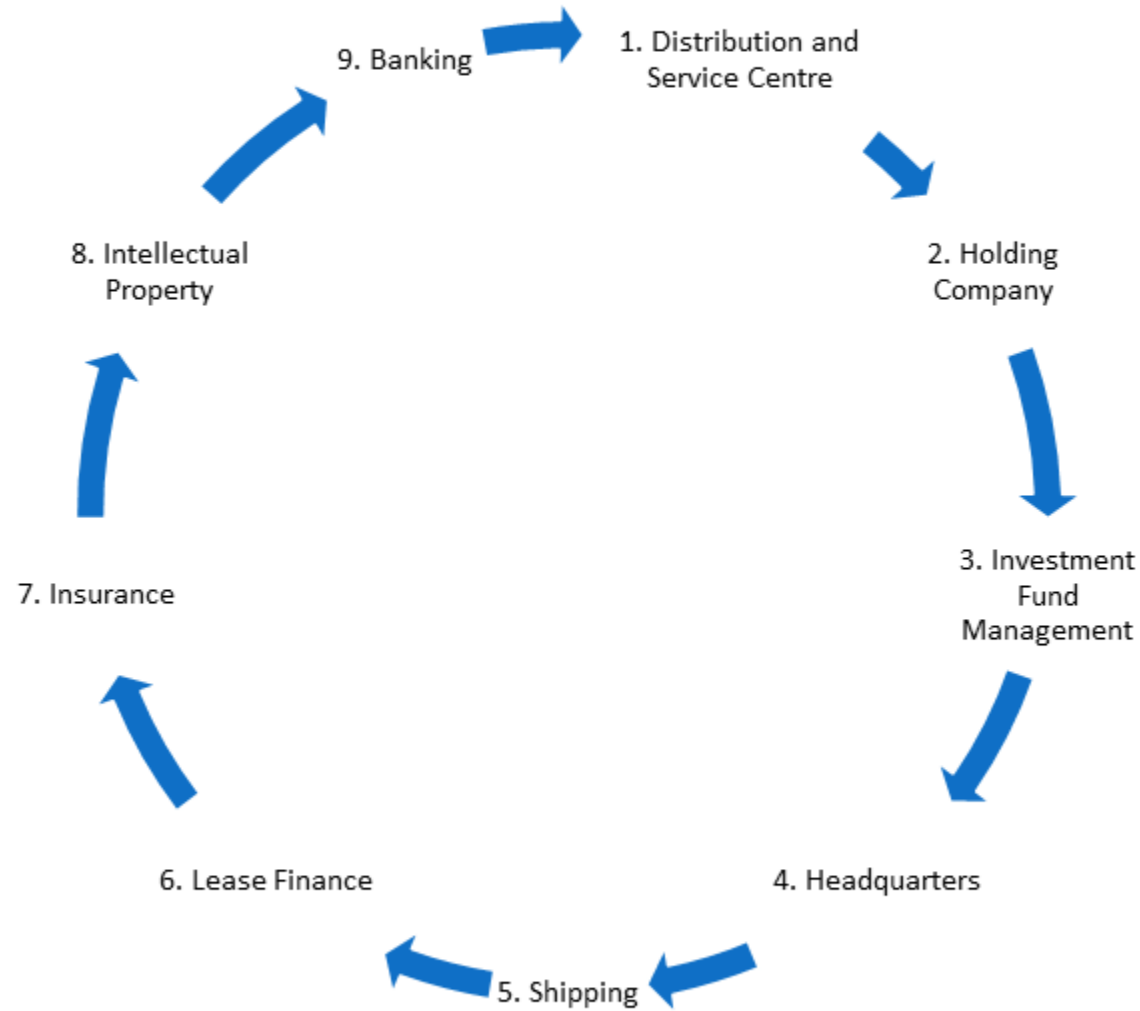 1. Distribution and
Service Centre
2. Holding
Company
3. Investment
Fund
Management
4. Headquarters
5. Shipping
6. Lease Finance
7. Insurance
8. Intellectual
Property
9. Banking